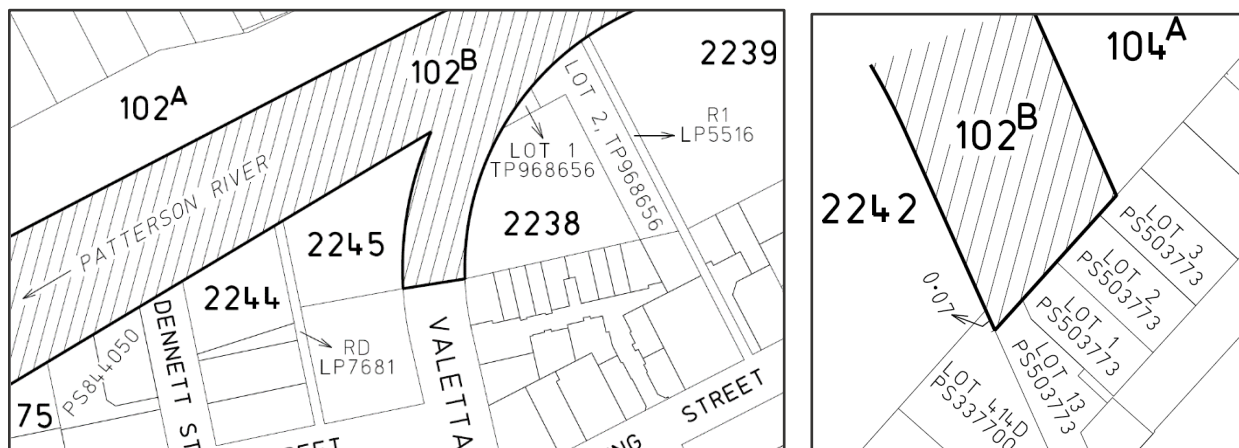 102A
102B
2239
LOT 2, TP968656
R1
LP5516
LOT 1
TP968656
PATTERSON RIVER
2245
2238
2244
PS844050
DENNETT ST
RD
LP7681
VALETTA
75
STREET
102B
104A
2242
LOT 3
PS503773
LOT 2
PS503773
LOT 1
PS503773
LOT 13
PS503773
0·07
LOT 414D
PS337700